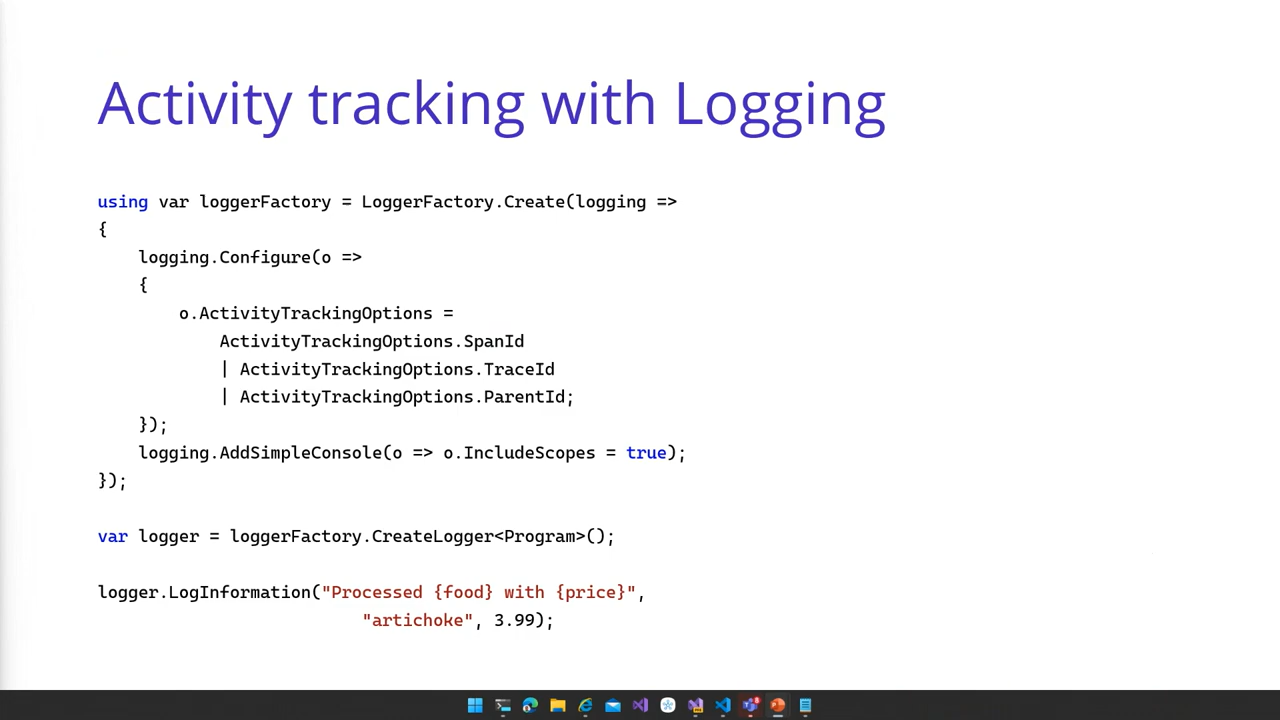 Activity tracking with Logging
using var loggerFactory = LoggerFactory.Create(logging =>
{
    logging.Configure(o =>
    {
        o.ActivityTrackingOptions =
            ActivityTrackingOptions.SpanId
            | ActivityTrackingOptions.TraceId
            | ActivityTrackingOptions.ParentId;
    });
    logging.AddSimpleConsole(o => o.IncludeScopes = true);
});
var logger = loggerFactory.CreateLogger<Program>();
logger.LogInformation("Processed {food} with {price}",
                          "artichoke", 3.99);